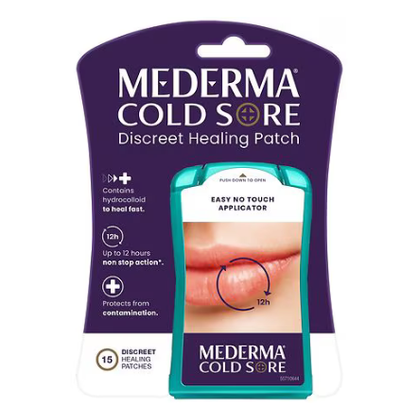 MEDERMA®
COLD SORE
Discreet Healing Patch
Contains
hydrocolloid
to heal fast.
12h
Up to 12 hours
non stop action*.
Protects from
contamination.
15 DISCREET
HEALING
PATCHES
PUSH DOWN TO OPEN
EASY NO TOUCH
APPLICATOR
12h
MEDERMA®
COLD SORE